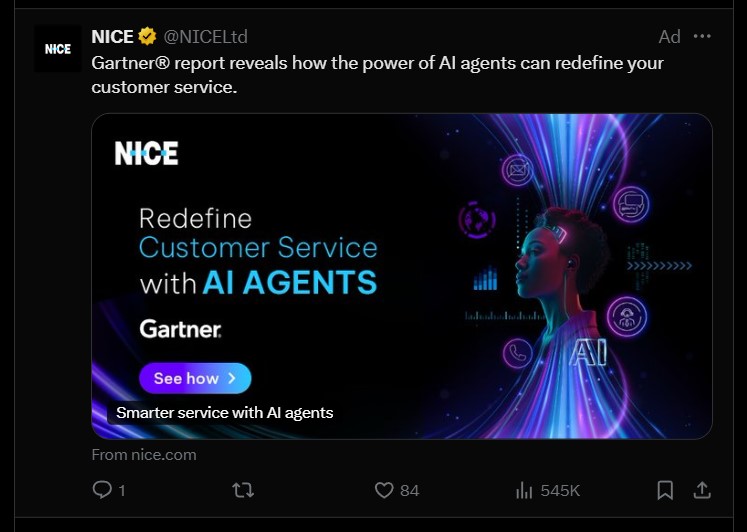 NICE
NICE @NICELtd Ad
Gartner® report reveals how the power of AI agents can redefine your
customer service.
NICE
Redefine
Customer Service
with AI AGENTS
Gartner
See how
AI
Smarter service with AI agents
From nice.com
1 84 545K